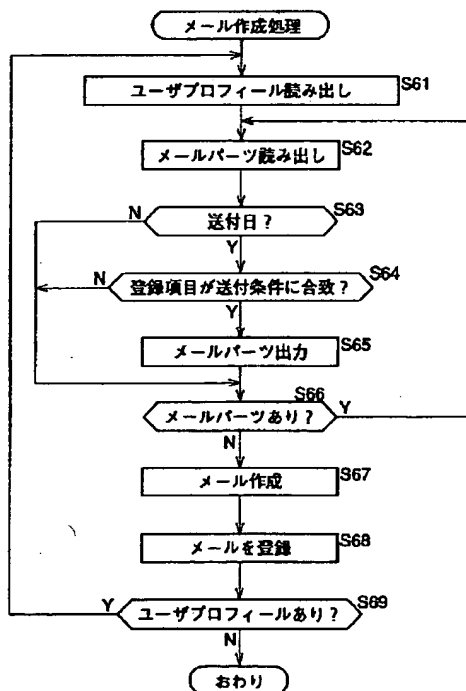 メール作成処理
ユーザプロフィール読み出し S61
メールパーツ読み出し S62
送付日? S63
N
Y
登録項目が送付条件に合致? S64
N
Y
メールパーツ出力 S65
メールパーツあり? S66
Y
N
メール作成 S67
メールを登録 S68
ユーザプロフィールあり? S69
Y
N
おわり